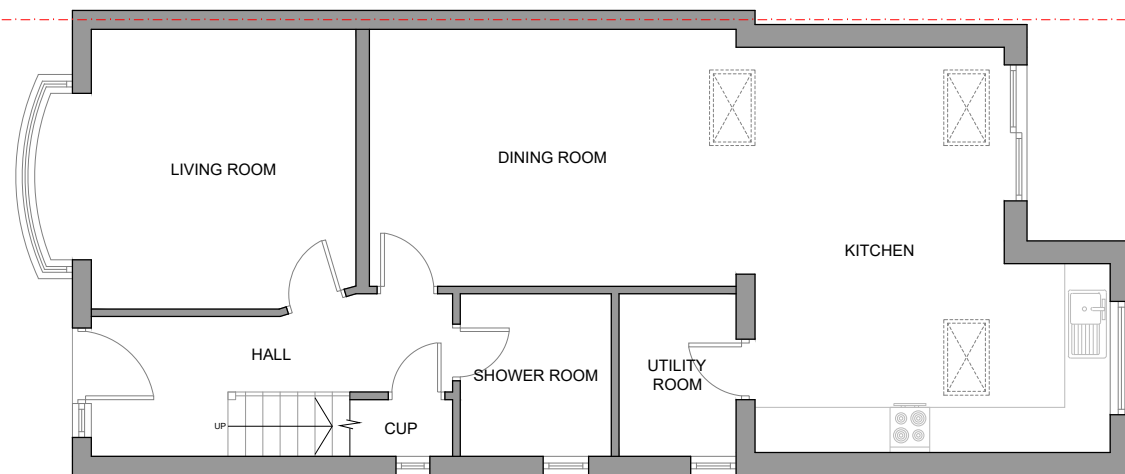 LIVING ROOM
DINING ROOM
KITCHEN
HALL
SHOWER ROOM
UTILITY
ROOM
UP
CUP